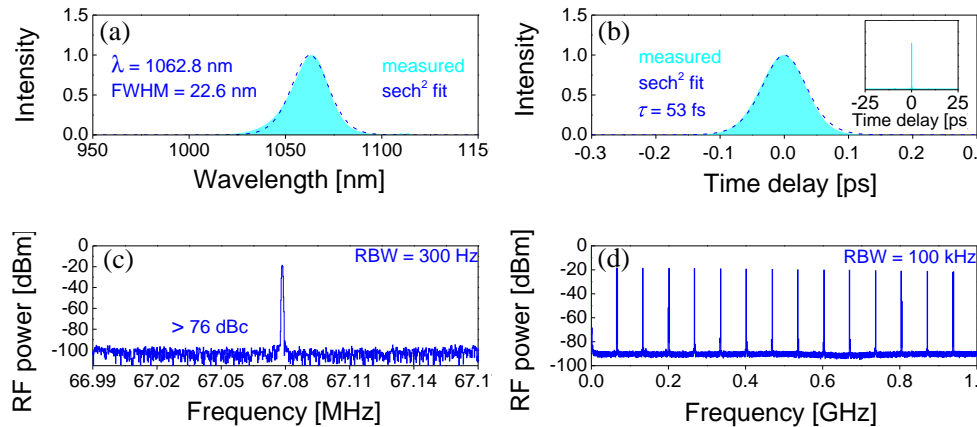 (a)
λ = 1062.8 nm
FWHM = 22.6 nm
measured
sech² fit
Intensity
1.5
1.0
0.5
0.0
950 1000 1050 1100 115
Wavelength [nm]
(b)
measured
sech² fit
τ = 53 fs
Intensity
1.5
1.0
0.5
0.0
-0.3 -0.2 -0.1 0.0 0.1 0.2 0.
Time delay [ps]
-25 0 25
Time delay [ps
(c)
RBW = 300 Hz
> 76 dBc
RF power [dBm]
0
-20
-40
-60
-80
-100
66.99 67.02 67.05 67.08 67.11 67.14 67.1
Frequency [MHz]
(d)
RBW = 100 kHz
RF power [dBm]
0
-20
-40
-60
-80
-100
0.0 0.2 0.4 0.6 0.8 1.
Frequency [GHz]